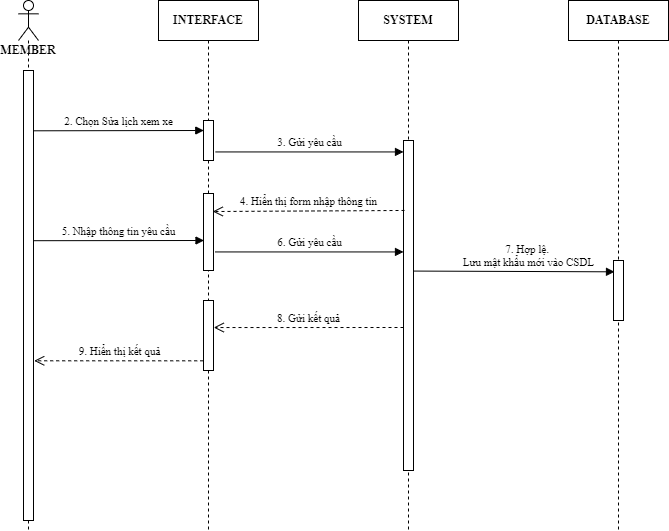 INTERFACE
SYSTEM
DATABASE
MEMBER
2. Chọn Sửa lịch xem xe
3. Gửi yêu cầu
4. Hiển thị form nhập thông tin
5. Nhập thông tin yêu cầu
6. Gửi yêu cầu
7. Hợp lệ.
Lưu mật khẩu mới vào CSDL
8. Gửi kết quả
9. Hiển thị kết quả